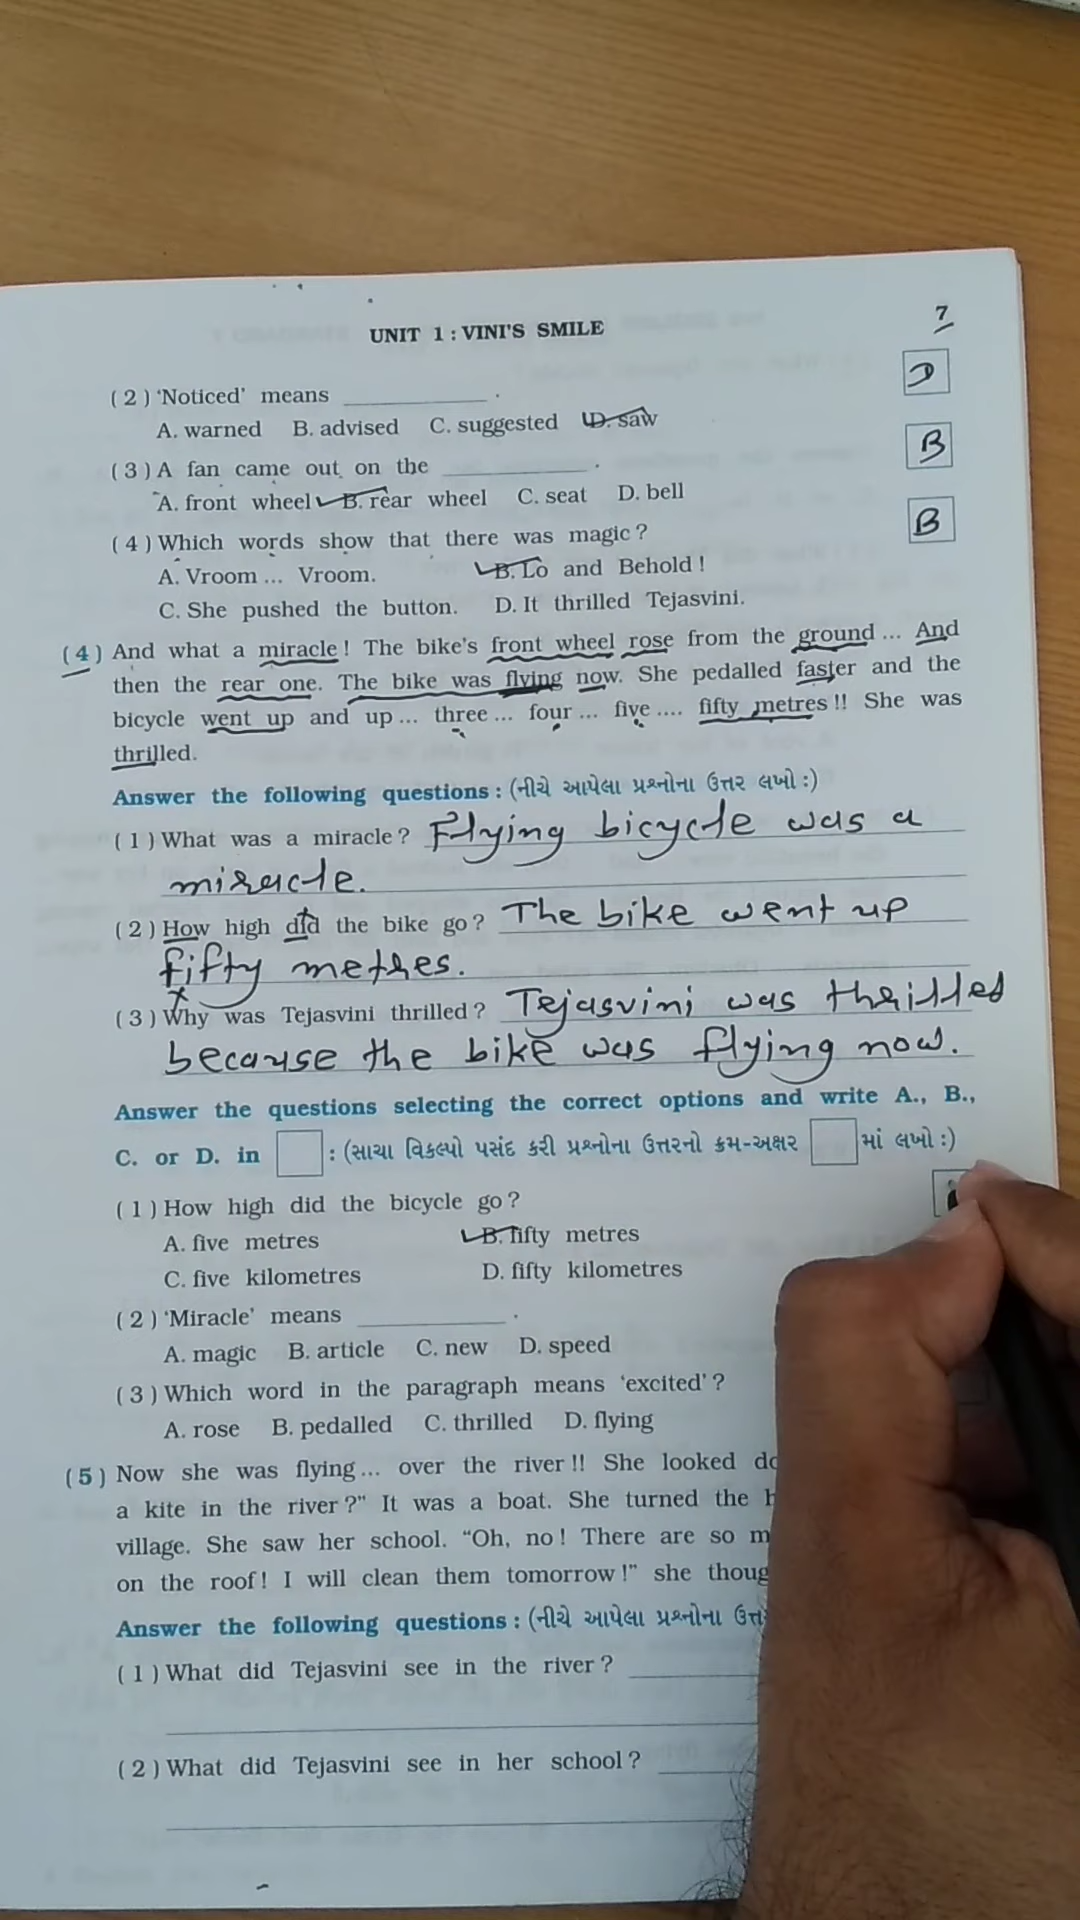 7
UNIT 1 : VINI'S SMILE
( 2 ) ‘Noticed’ means __________ .
D
A. warned B. advised C. suggested D. saw
( 3 ) A fan came out on the __________ .
B
A. front wheel B. rear wheel C. seat D. bell
( 4 ) Which words show that there was magic ?
B
A. Vroom ... Vroom. B. Lo and Behold !
C. She pushed the button. D. It thrilled Tejasvini.
( 4 ) And what a miracle ! The bike's front wheel rose from the ground ... And
then the rear one. The bike was flying now. She pedalled faster and the
bicycle went up and up ... three ... four ... five .... fifty metres !! She was
thrilled.
Answer the following questions : (નીચે આપેલા પ્રશ્નોના ઉત્તર લખો :)
( 1 ) What was a miracle ? Flying bicycle was a
miracle.
( 2 ) How high did the bike go ? The bike went up
fifty metres.
( 3 ) Why was Tejasvini thrilled ? Tejasvini was thrilled
because the bike was flying now.
Answer the questions selecting the correct options and write A., B.,
C. or D. in : (સાચા વિકલ્પો પસંદ કરી પ્રશ્નોના ઉત્તરનો ક્રમ-અક્ષર માં લખો :)
( 1 ) How high did the bicycle go ?
A. five metres B. fifty metres
C. five kilometres D. fifty kilometres
( 2 ) ‘Miracle’ means __________ .
A. magic B. article C. new D. speed
( 3 ) Which word in the paragraph means ‘excited’ ?
A. rose B. pedalled C. thrilled D. flying
( 5 ) Now she was flying ... over the river !! She looked
a kite in the river ?” It was a boat. She turned the
village. She saw her school. “Oh, no ! There are so
on the roof ! I will clean them tomorrow !” she
Answer the following questions : (નીચે આપેલા પ્રશ્નોના
( 1 ) What did Tejasvini see in the river ?
( 2 ) What did Tejasvini see in her school ?